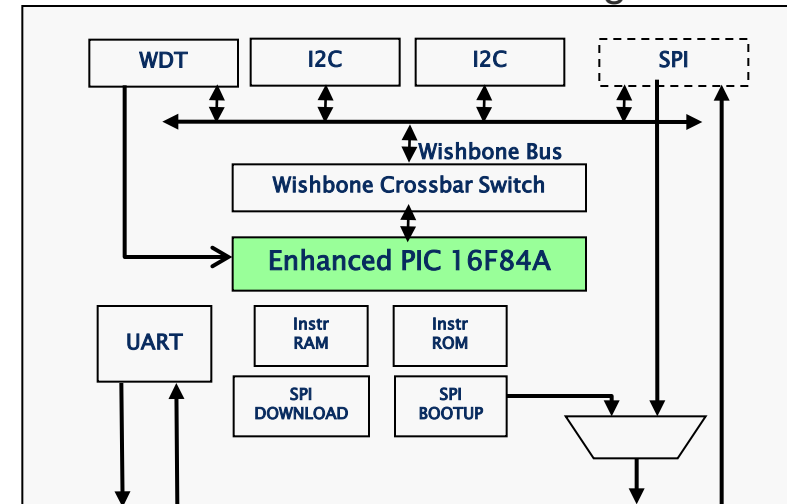 WDT
I2C
I2C
SPI
Wishbone Bus
Wishbone Crossbar Switch
Enhanced PIC 16F84A
UART
Instr
RAM
Instr
ROM
SPI
DOWNLOAD
SPI
BOOTUP